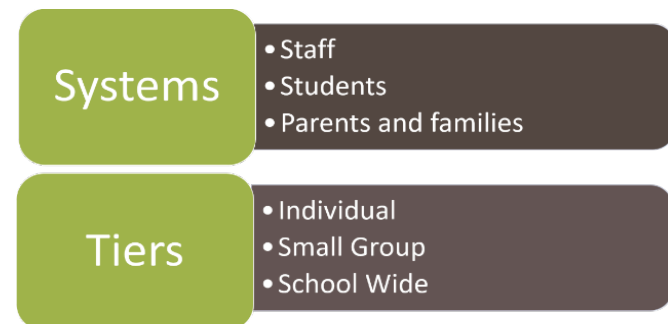 Systems
• Staff
• Students
• Parents and families
Tiers
• Individual
• Small Group
• School Wide